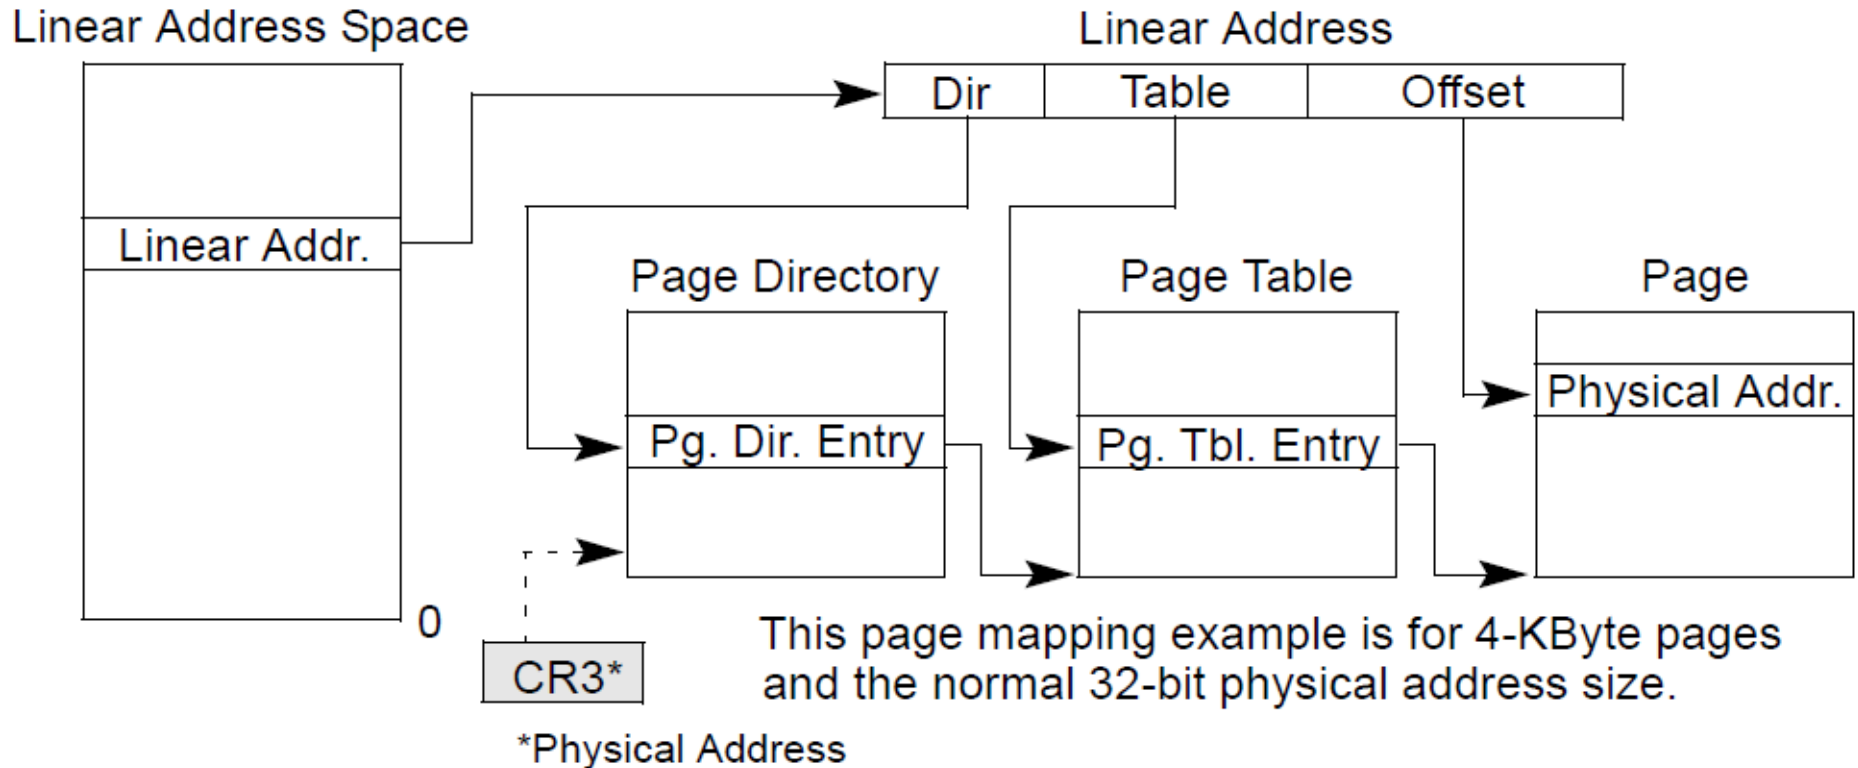 Linear Address Space
Linear Address
Dir
Table
Offset
Linear Addr.
Page Directory
Page Table
Page
Physical Addr.
Pg. Dir. Entry
Pg. Tbl. Entry
0
CR3*
This page mapping example is for 4-KByte pages
and the normal 32-bit physical address size.
*Physical Address